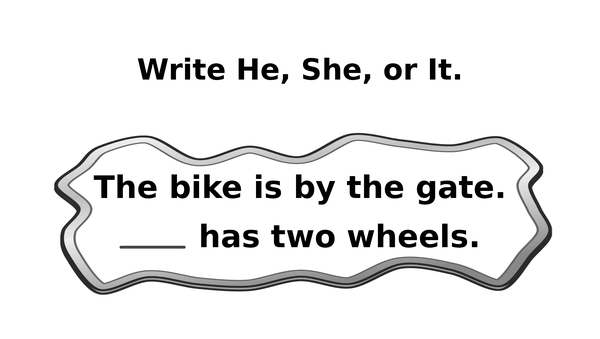 Write He, She, or It.
The bike is by the gate.
____ has two wheels.